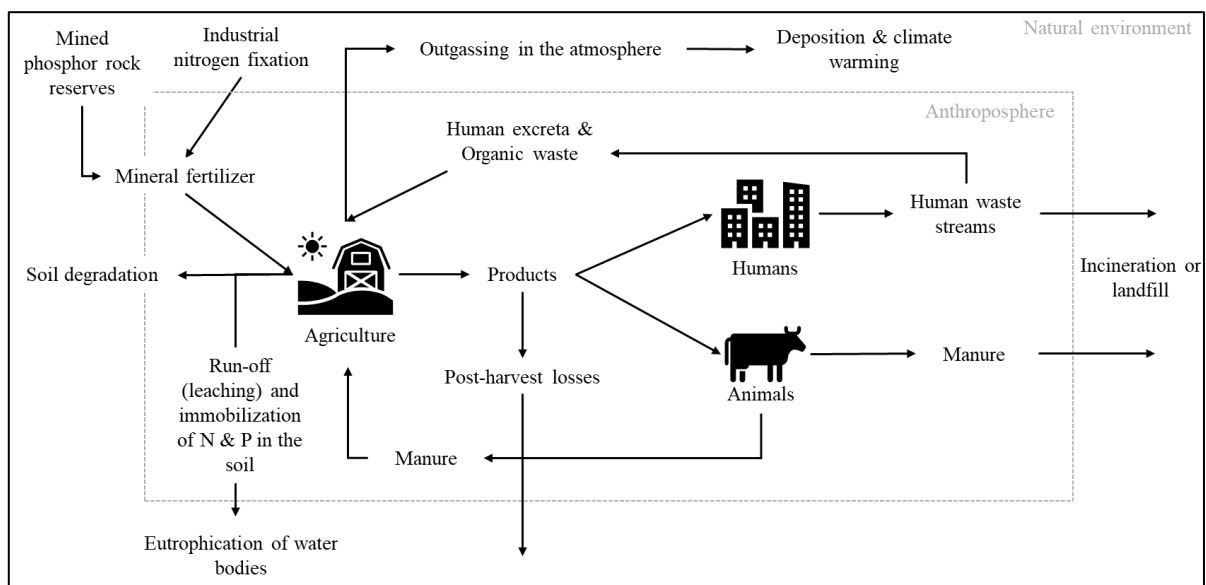 Natural environment
Mined
phosphor rock
reserves
Industrial
nitrogen fixation
Outgassing in the atmosphere
Deposition & climate
warming
Anthroposphere
Human excreta &
Organic waste
Mineral fertilizer
Human waste
streams
Humans
Soil degradation
Products
Incineration or
landfill
Agriculture
Run-off
(leaching) and
immobilization
of N & P in the
soil
Post-harvest losses
Manure
Animals
Manure
Eutrophication of water
bodies